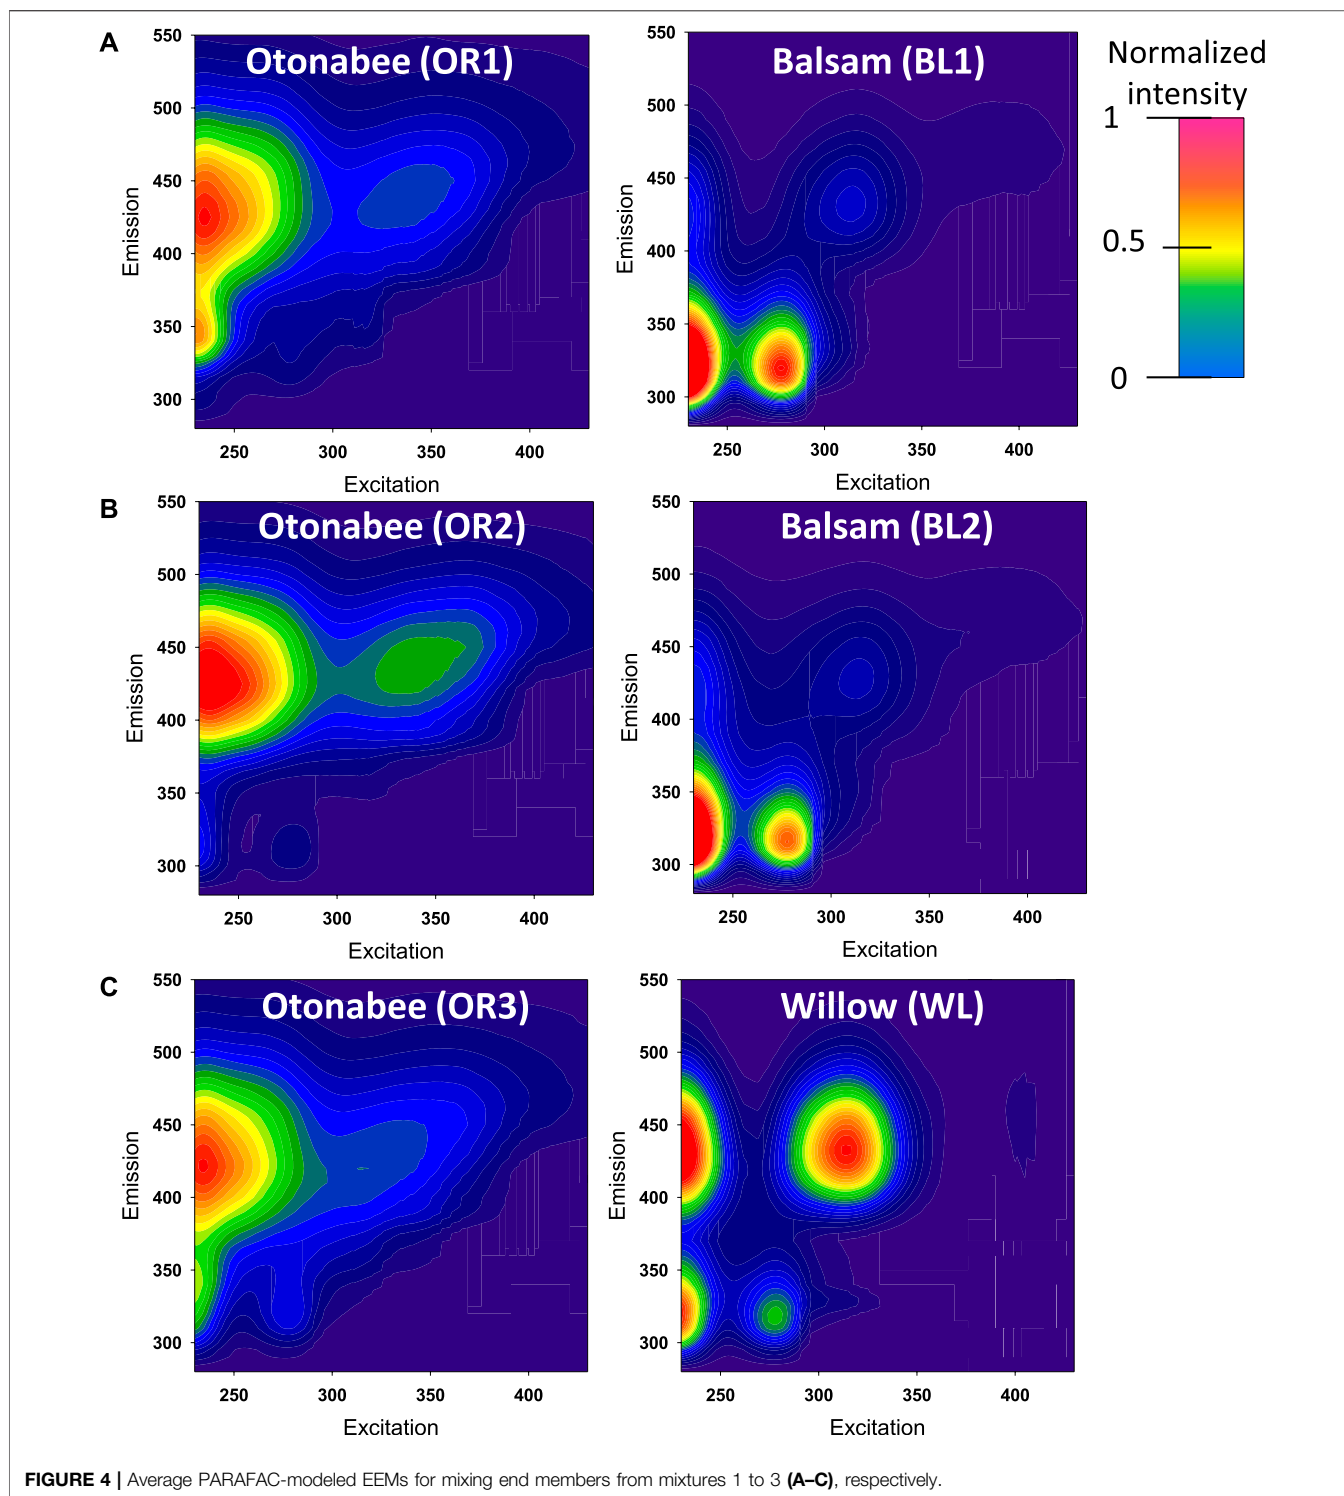 A
Otonabee (OR1)
550
500
450
400
350
300
Emission
250 300 350 400
Excitation
Balsam (BL1)
550
500
450
400
350
300
Emission
250 300 350 400
Excitation
Normalized
intensity
1
0.5
0
B
Otonabee (OR2)
550
500
450
400
350
300
Emission
250 300 350 400
Excitation
Balsam (BL2)
550
500
450
400
350
300
Emission
250 300 350 400
Excitation
C
Otonabee (OR3)
550
500
450
400
350
300
Emission
250 300 350 400
Excitation
Willow (WL)
550
500
450
400
350
300
Emission
250 300 350 400
Excitation
FIGURE 4 | Average PARAFAC-modeled EEMs for mixing end members from mixtures 1 to 3 (A–C), respectively.